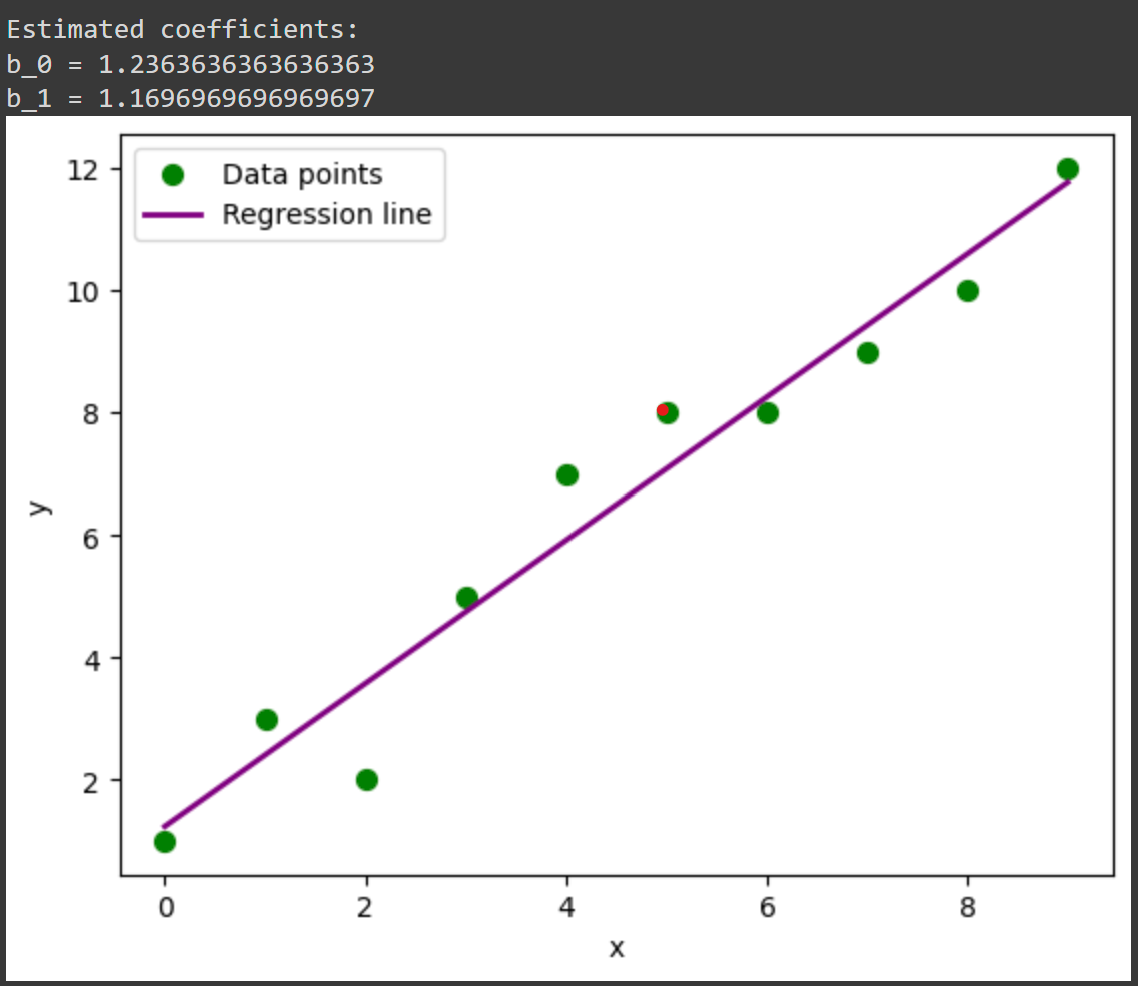 Estimated coefficients:
b_0 = 1.2363636363636363
b_1 = 1.1696969696969697
Data points
Regression line
12
10
8
6
4
2
y
0 2 4 6 8
x